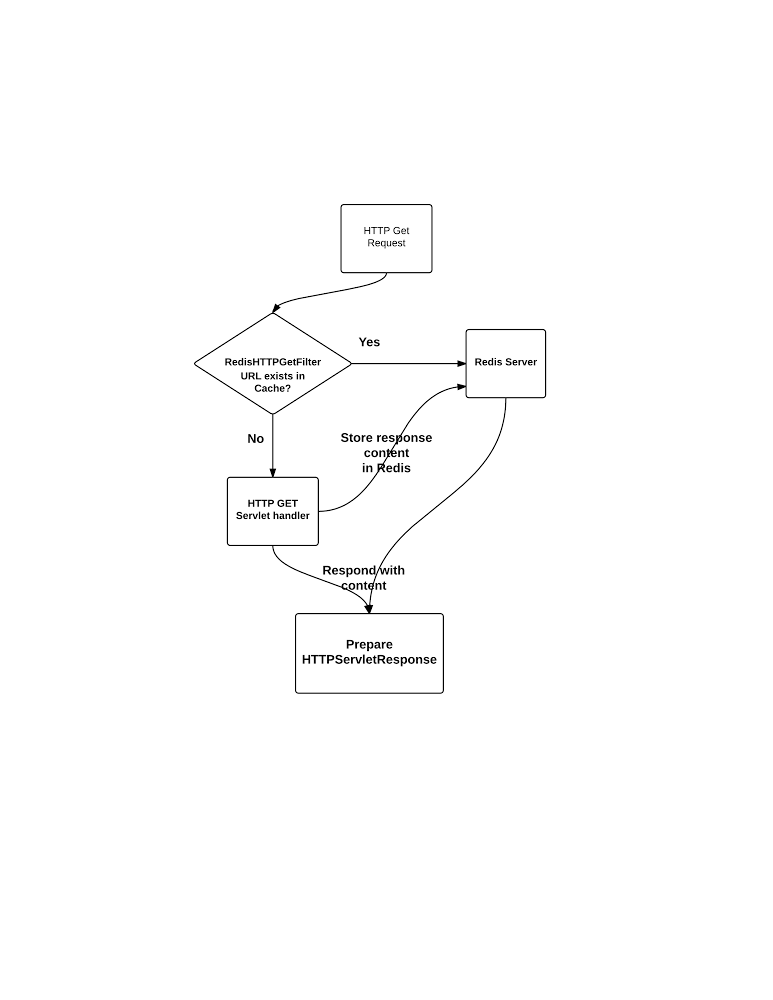 HTTP Get
Request
Yes
RedisHTTPGetFilter
URL exists in
Cache?
Redis Server
No
Store response
content
in Redis
HTTP GET
Servlet handler
Respond with
content
Prepare
HTTPServletResponse